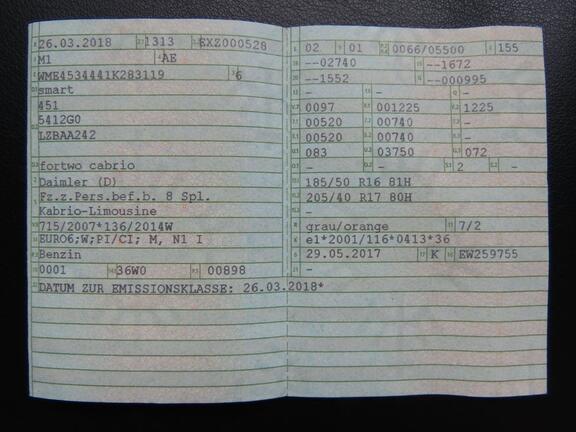 26.03.2018 1313 EXZ000528
M1 AE
WME4534441K283119 6
smart
451
5412G0
LZBAA242
fortwo cabrio
Daimler (D)
Fz.z.Pers.bef.b. 8 Spl.
Kabrio-Limousine
715/2007*136/2014W
EURO6;W;PI/CI; M, N1 I
Benzin
0001 36W0 00898
DATUM ZUR EMISSIONSKLASSE: 26.03.2018*
02 01 0066/05500 155
--02740 --1672
--1552 --000995
- - -
0097 001225 1225
00520 00740 -
00520 00740 -
083 03750 072
- - 2 -
185/50 R16 81H
205/40 R17 80H
-
grau/orange 7/2
e1*2001/116*0413*36
29.05.2017 K EW259755
-